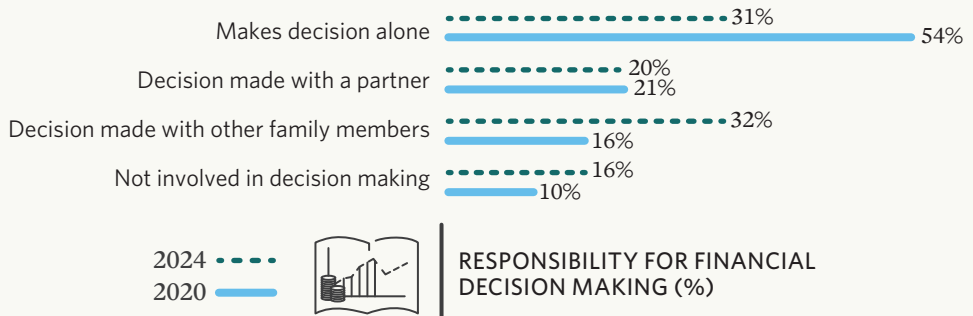 Makes decision alone
31%
54%
Decision made with a partner
20%
21%
Decision made with other family members
32%
16%
Not involved in decision making
16%
10%
2024
2020
RESPONSIBILITY FOR FINANCIAL
DECISION MAKING (%)